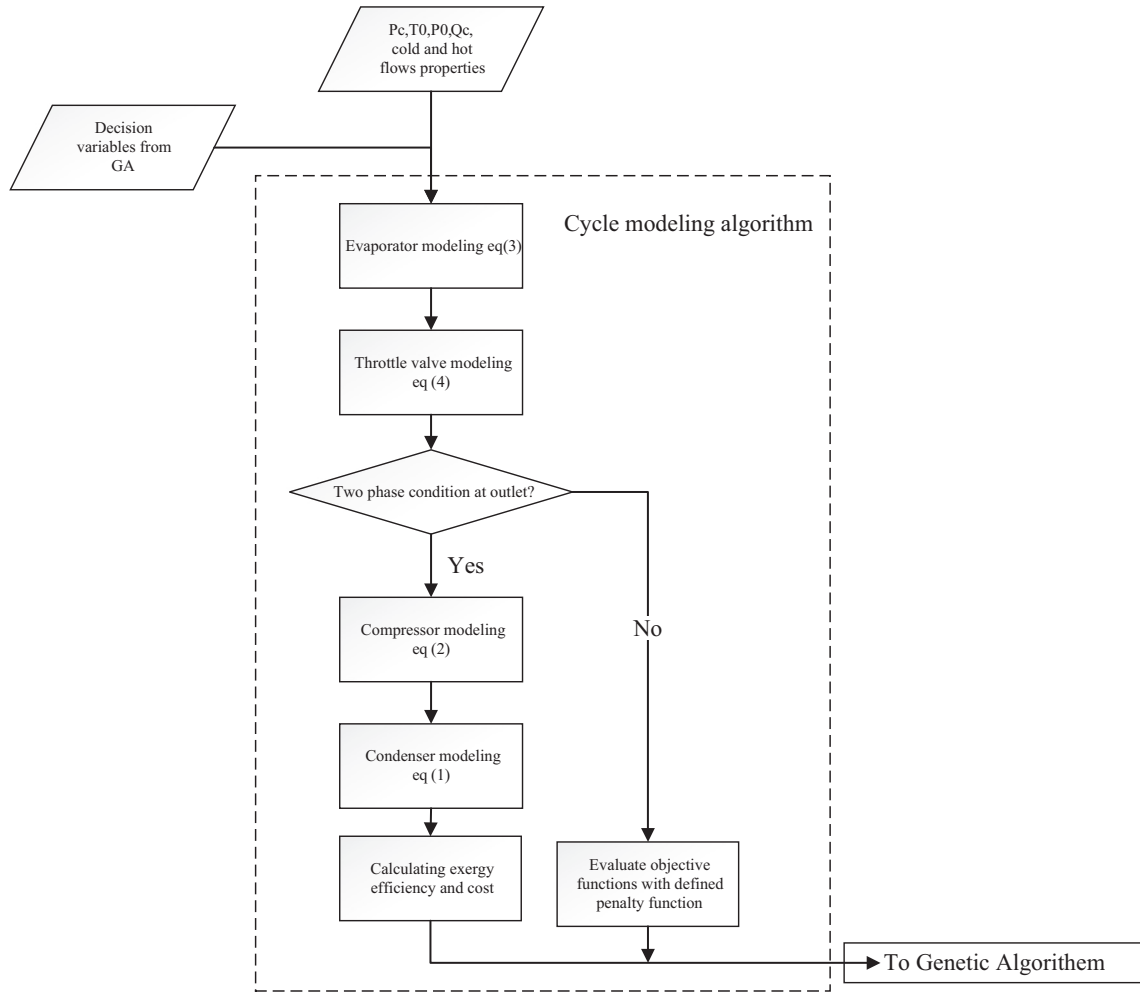 Pc,T0,P0,Qc,
cold and hot
flows properties
Decision
variables from
GA
Cycle modeling algorithm
Evaporator modeling eq(3)
Throttle valve modeling
eq (4)
Two phase condition at outlet?
Yes
No
Compressor modeling
eq (2)
Condenser modeling
eq (1)
Calculating exergy
efficiency and cost
Evaluate objective
functions with defined
penalty function
To Genetic Algorithem